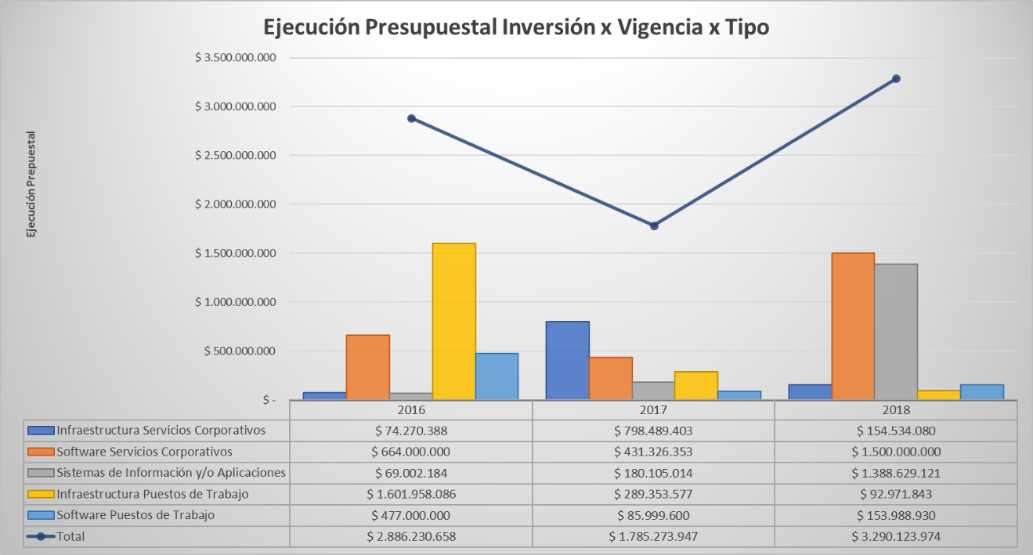 Ejecución Presupuestal Inversión x Vigencia x Tipo
Ejecución Prepuestal
$ 3.500.000.000
$ 3.000.000.000
$ 2.500.000.000
$ 2.000.000.000
$ 1.500.000.000
$ 1.000.000.000
$ 500.000.000
$ -
2016 2017 2018
Infraestructura Servicios Corporativos $ 74.270.388 $ 798.489.403 $ 154.534.080
Software Servicios Corporativos $ 664.000.000 $ 431.326.353 $ 1.500.000.000
Sistemas de Información y/o Aplicaciones $ 69.002.184 $ 180.105.014 $ 1.388.629.121
Infraestructura Puestos de Trabajo $ 1.601.958.086 $ 289.353.577 $ 92.971.843
Software Puestos de Trabajo $ 477.000.000 $ 85.999.600 $ 153.988.930
Total $ 2.886.230.658 $ 1.785.273.947 $ 3.290.123.974